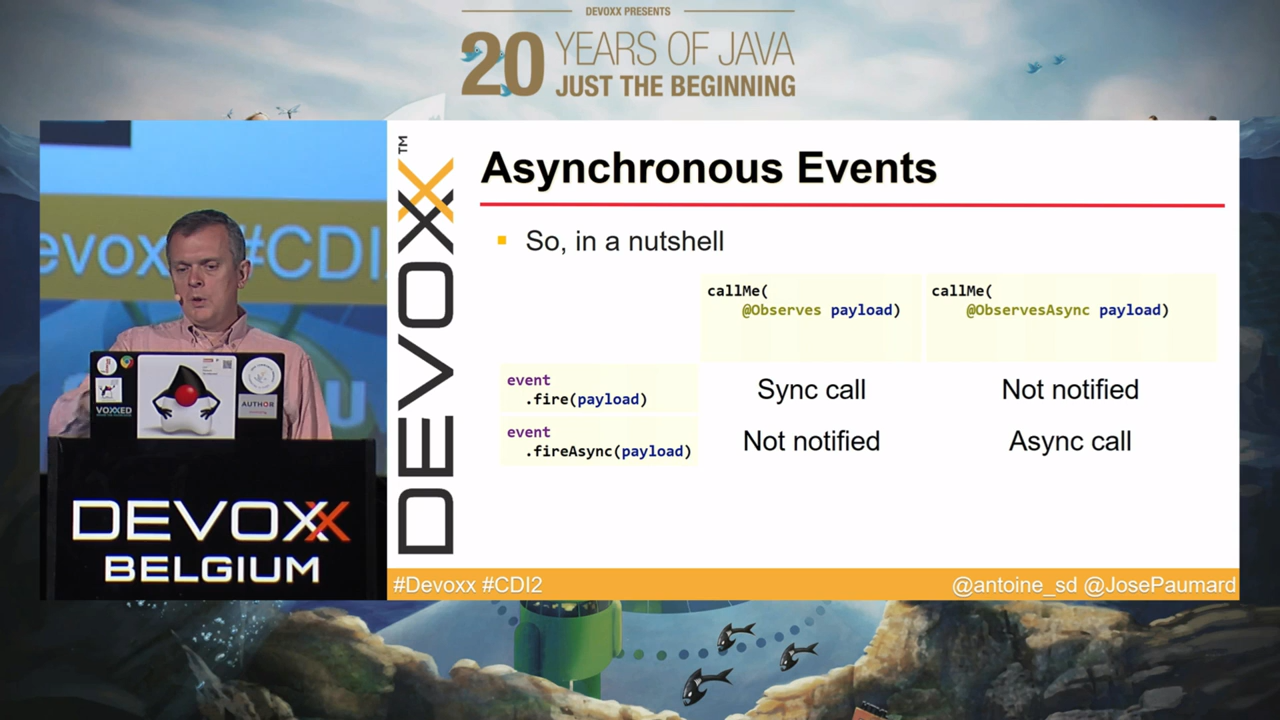 DEVOXX PRESENTS
20 YEARS OF JAVA
JUST THE BEGINNING
evox #CDI
VOXXED
AUTHOR
DEVOXX
BELGIUM
DEVOXX™
Asynchronous Events
So, in a nutshell
callMe(
@Observes payload)
callMe(
@ObservesAsync payload)
event
.fire(payload)
Sync call
Not notified
event
.fireAsync(payload)
Not notified
Async call
#Devoxx #CDI2
@antoine_sd @JosePaumard